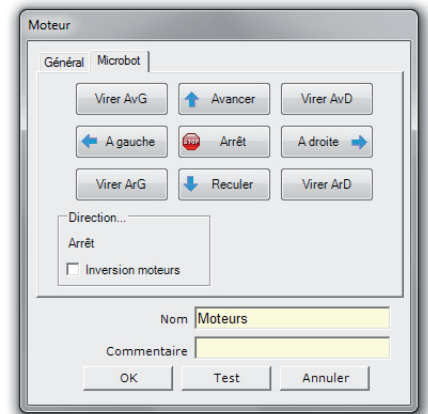 Moteur
Général Microbot
Virer AvG Avancer Virer AvD
A gauche STOP Arrêt A droite
Virer ArG Reculer Virer ArD
Direction...
Arrêt
Inversion moteurs
Nom Moteurs
Commentaire
OK Test Annuler